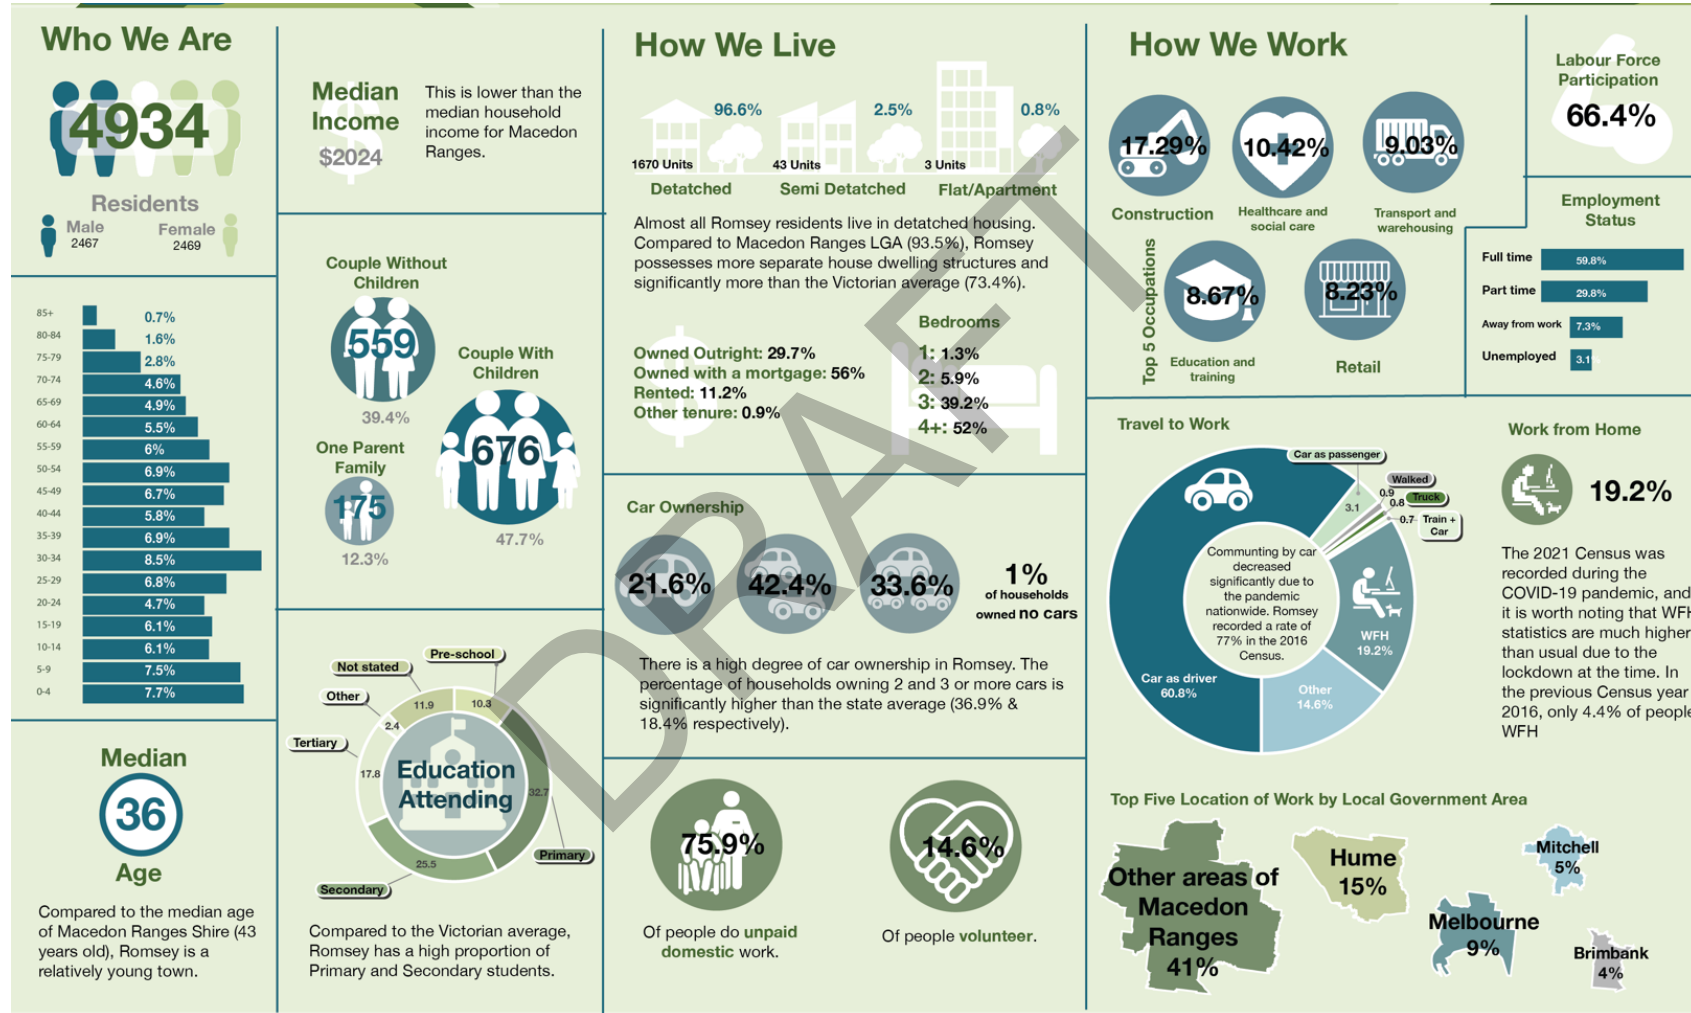 Who We Are
4934
Residents
Male
2467
Female
2469
85+ 0.7%
80-84 1.6%
75-79 2.8%
70-74 4.6%
65-69 4.9%
60-64 5.5%
55-59 6%
50-54 6.9%
45-49 6.7%
40-44 5.8%
35-39 6.9%
30-34 8.5%
25-29 6.8%
20-24 4.7%
15-19 6.1%
10-14 6.1%
5-9 7.5%
0-4 7.7%
Median
36
Age
Compared to the median age
of Macedon Ranges Shire (43
years old), Romsey is a
relatively young town.
Median
Income
$2024
This is lower than the
median household
income for Macedon
Ranges.
Couple Without
Children
559
39.4%
Couple With
Children
676
47.7%
One Parent
Family
175
12.3%
Pre-school
10.3
Not stated
11.9
Other
2.4
Tertiary
17.8
Education
Attending
32.7
Primary
25.5
Secondary
Compared to the Victorian average,
Romsey has a high proportion of
Primary and Secondary students.
How We Live
96.6%
1670 Units
Detatched
2.5%
43 Units
Semi Detatched
0.8%
3 Units
Flat/Apartment
Almost all Romsey residents live in detatched housing.
Compared to Macedon Ranges LGA (93.5%), Romsey
possesses more separate house dwelling structures and
significantly more than the Victorian average (73.4%).
Owned Outright: 29.7%
Owned with a mortgage: 56%
Rented: 11.2%
Other tenure: 0.9%
Bedrooms
1: 1.3%
2: 5.9%
3: 39.2%
4+: 52%
Car Ownership
21.6%
42.4%
33.6%
1%
of households
owned no cars
There is a high degree of car ownership in Romsey. The
percentage of households owning 2 and 3 or more cars is
significantly higher than the state average (36.9% &
18.4% respectively).
75.9%
Of people do unpaid
domestic work.
14.6%
Of people volunteer.
DRAFT
How We Work
Top 5 Occupations
17.29%
Construction
10.42%
Healthcare and
social care
9.03%
Transport and
warehousing
8.67%
Education and
training
8.23%
Retail
Labour Force
Participation
66.4%
Employment
Status
Full time 59.8%
Part time 29.8%
Away from work 7.3%
Unemployed 3.1%
Travel to Work
Car as passenger
3.1
Walked
0.9
Truck
0.8
Train +
Car
0.7
Communting by car
decreased
significantly due to
the pandemic
nationwide. Romsey
recorded a rate of
77% in the 2016
Census.
WFH
19.2%
Car as driver
60.8%
Other
14.6%
Work from Home
19.2%
The 2021 Census was
recorded during the
COVID-19 pandemic, and
it is worth noting that WFH
statistics are much higher
than usual due to the
lockdown at the time. In
the previous Census year
2016, only 4.4% of people
WFH
Top Five Location of Work by Local Government Area
Other areas of
Macedon
Ranges
41%
Hume
15%
Mitchell
5%
Melbourne
9%
Brimbank
4%